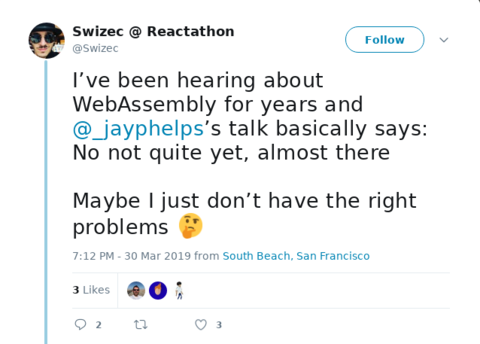 Swizec @ Reactathon
@Swizec
Follow
I’ve been hearing about
WebAssembly for years and
@_jayphelps’s talk basically says:
No not quite yet, almost there
Maybe I just don’t have the right
problems 🤔
7:12 PM - 30 Mar 2019 from South Beach, San Francisco
3 Likes
2
3